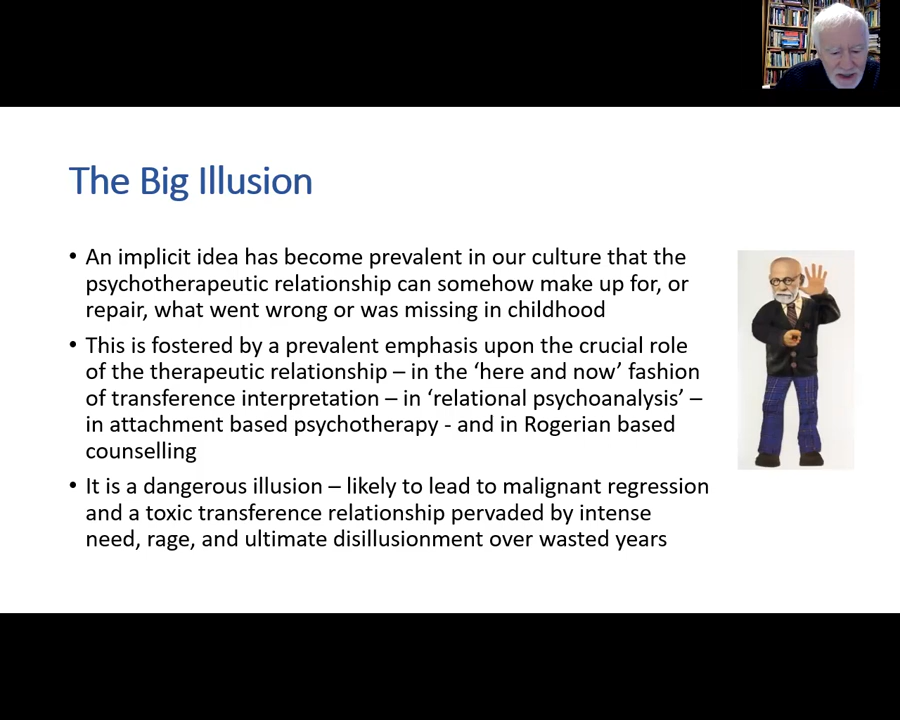 The Big Illusion
• An implicit idea has become prevalent in our culture that the
psychotherapeutic relationship can somehow make up for, or
repair, what went wrong or was missing in childhood
• This is fostered by a prevalent emphasis upon the crucial role
of the therapeutic relationship – in the ‘here and now’ fashion
of transference interpretation – in ‘relational psychoanalysis’ –
in attachment based psychotherapy - and in Rogerian based
counselling
• It is a dangerous illusion – likely to lead to malignant regression
and a toxic transference relationship pervaded by intense
need, rage, and ultimate disillusionment over wasted years